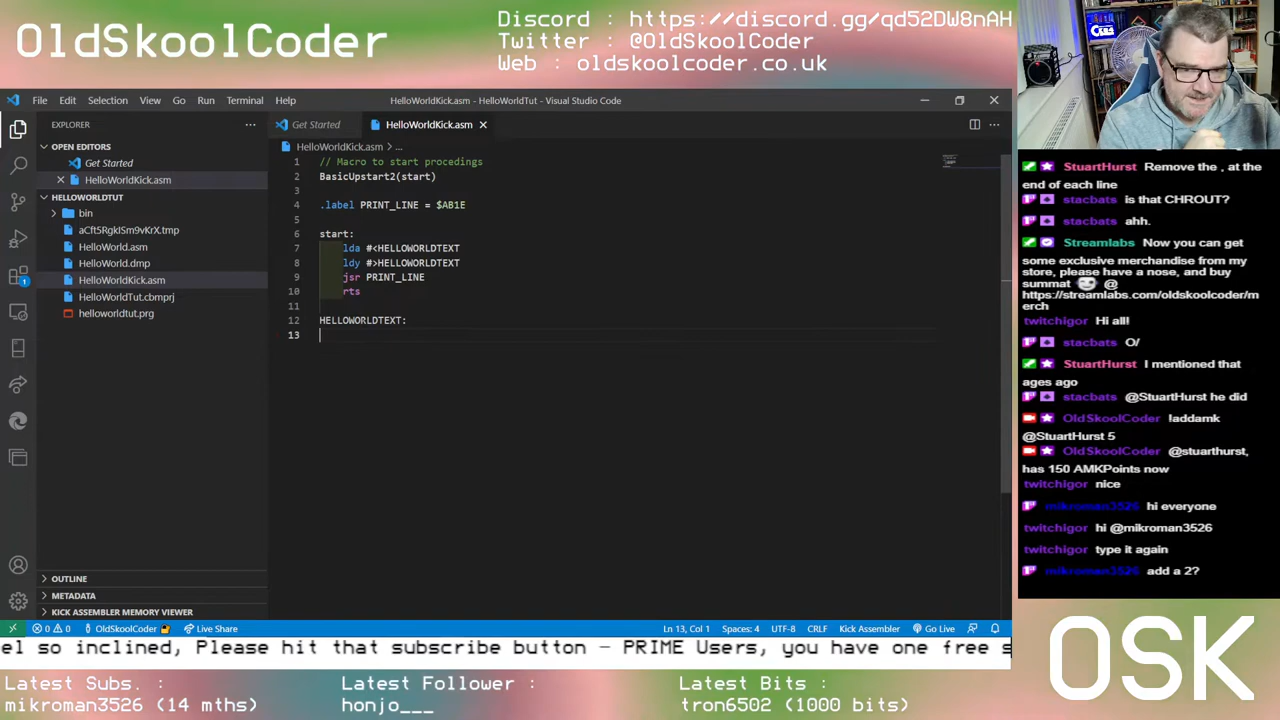 OldSkoolCoder
Discord : https://discord.gg/qd52DW8nAH
Twitter : @OldSkoolCoder
Web : oldskoolcoder.co.uk
File Edit Selection View Go Run Terminal Help
HelloWorldKick.asm - HelloWorldTut - Visual Studio Code
EXPLORER
OPEN EDITORS
Get Started
HelloWorldKick.asm
HELLOWORLDTUT
bin
aCft5RgklSm9vKrX.tmp
HelloWorld.asm
HelloWorld.dmp
HelloWorldKick.asm
HelloWorldTut.cbmprj
helloworldtut.prg
OUTLINE
METADATA
KICK ASSEMBLER MEMORY VIEWER
Get Started
HelloWorldKick.asm
HelloWorldKick.asm > ...
1 // Macro to start procedings
2 BasicUpstart2(start)
3
4 .label PRINT_LINE = $AB1E
5
6 start:
7 lda #<HELLOWORLDTEXT
8 ldy #>HELLOWORLDTEXT
9 jsr PRINT_LINE
10 rts
11
12 HELLOWORLDTEXT:
13
0 0 OldSkoolCoder Live Share
Ln 13, Col 1 Spaces: 4 UTF-8 CRLF Kick Assembler Go Live
1
StuartHurst Remove the , at the
end of each line
stacbats is that CHROUT?
stacbats ahh.
Streamlabs Now you can get
some exclusive merchandise from my
store, please have a nose, and buy
summat @
https://streamlabs.com/oldskoolcoder/m
erch
twitchigor Hi all!
stacbats O/
StuartHurst I mentioned that
ages ago
stacbats @StuartHurst he did
OldSkoolCoder !addamk
@StuartHurst 5
OldSkoolCoder @stuarthurst,
has 150 AMKPoints now
twitchigor nice
mikroman3526 hi everyone
twitchigor hi @mikroman3526
twitchigor type it again
mikroman3526 add a 2?
el so inclined, Please hit that subscribe button - PRIME Users, you have one free s
Latest Subs. :
mikroman3526 (14 mths)
Latest Follower :
honjo___
Latest Bits :
tron6502 (1000 bits)
OSK